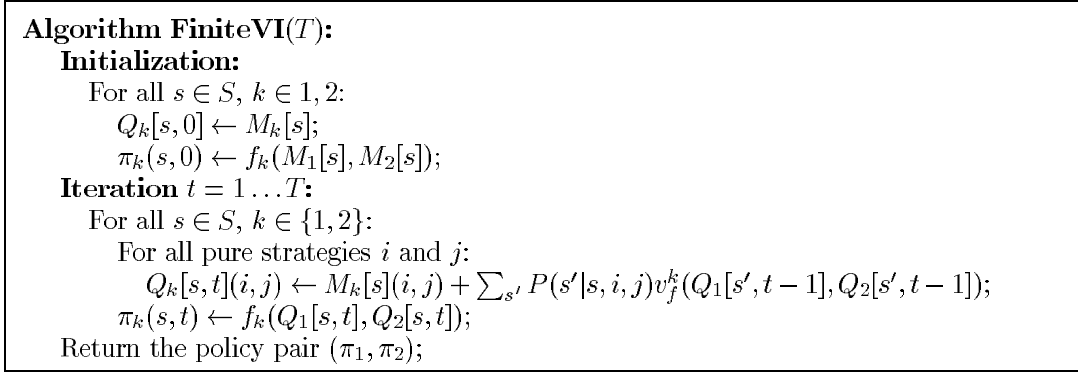 Algorithm FiniteVI(T):
Initialization:
For all s ∈ S, k ∈ 1, 2:
Q_k[s, 0] ← M_k[s];
π_k(s, 0) ← f_k(M_1[s], M_2[s]);
Iteration t = 1 … T:
For all s ∈ S, k ∈ {1, 2}:
For all pure strategies i and j:
Q_k[s, t](i, j) ← M_k[s](i, j) + ∑_{s′} P(s′|s, i, j)v_f^k(Q_1[s′, t − 1], Q_2[s′, t − 1]);
π_k(s, t) ← f_k(Q_1[s, t], Q_2[s, t]);
Return the policy pair (π_1, π_2);